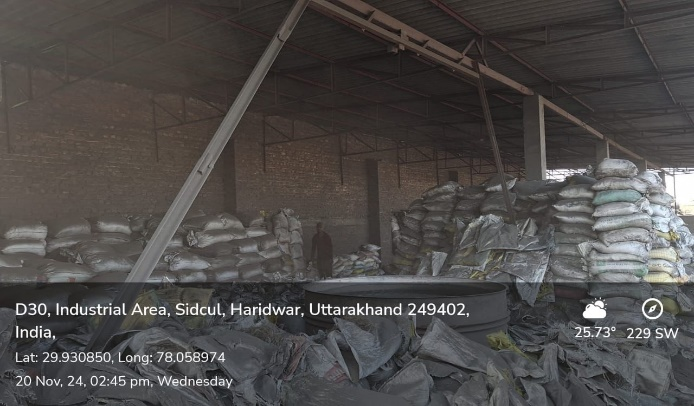 D30, Industrial Area, Sidcul, Haridwar, Uttarakhand 249402,
India,
Lat: 29.930850, Long: 78.058974
20 Nov, 24, 02:45 pm, Wednesday
25.73° 229 SW